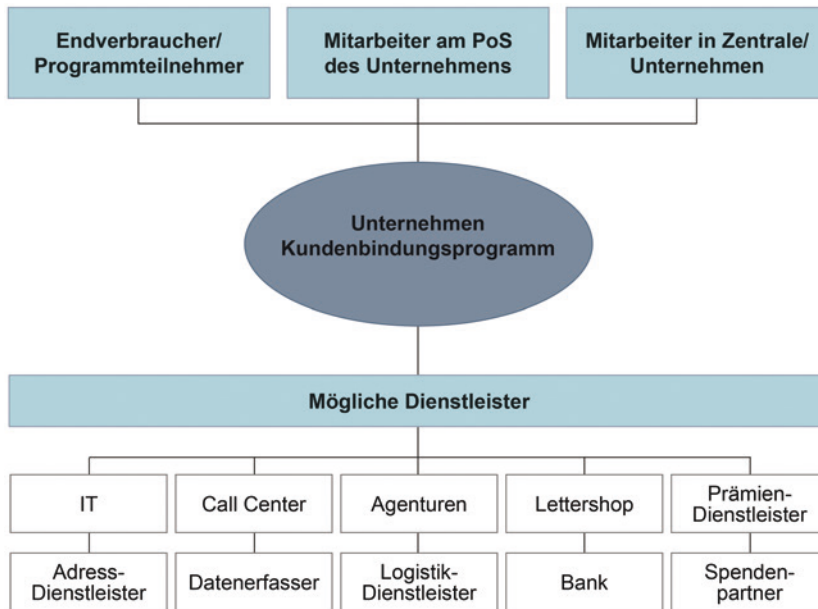 Endverbraucher/
Programmteilnehmer
Mitarbeiter am PoS
des Unternehmens
Mitarbeiter in Zentrale/
Unternehmen
Unternehmen
Kundenbindungsprogramm
Mögliche Dienstleister
IT
Call Center
Agenturen
Lettershop
Prämien-
Dienstleister
Adress-
Dienstleister
Datenerfasser
Logistik-
Dienstleister
Bank
Spenden-
partner